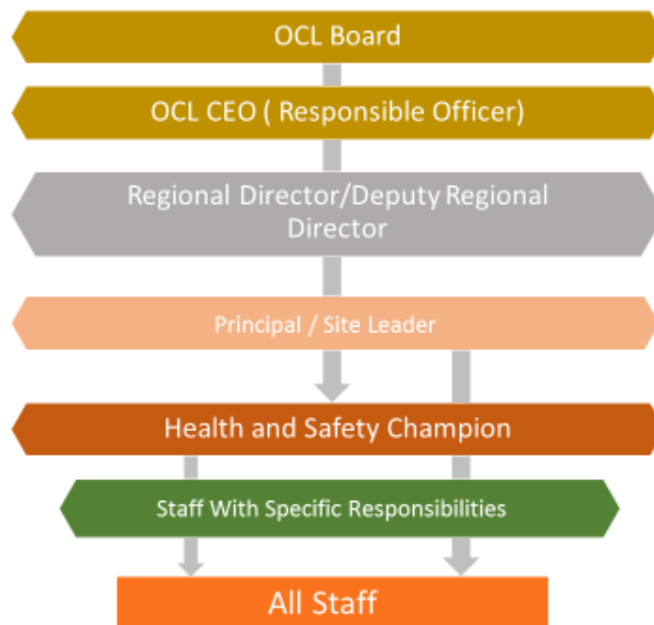 OCL Board
OCL CEO ( Responsible Officer)
Regional Director/Deputy Regional
Director
Principal / Site Leader
Health and Safety Champion
Staff With Specific Responsibilities
All Staff